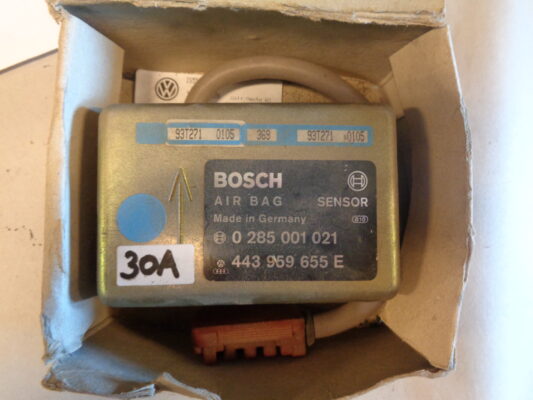 93T271 0105 369 93T271 0105
BOSCH
AIR BAG SENSOR
Made in Germany
0 285 001 021
443 959 655 E
30A